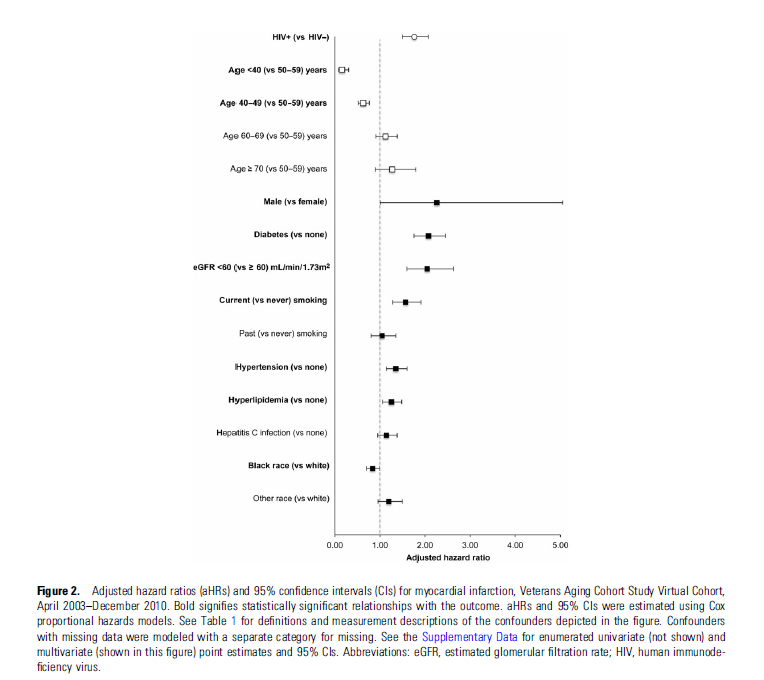 HIV+ (vs HIV–)
Age <40 (vs 50–59) years
Age 40–49 (vs 50-59) years
Age 60–69 (vs 50–59) years
Age ≥ 70 (vs 50–59) years
Male (vs female)
Diabetes (vs none)
eGFR <60 (vs ≥ 60) mL/min/1.73m²
Current (vs never) smoking
Past (vs never) smoking
Hypertension (vs none)
Hyperlipidemia (vs none)
Hepatitis C infection (vs none)
Black race (vs white)
Other race (vs white)
0.00 1.00 2.00 3.00 4.00 5.00
Adjusted hazard ratio
Figure 2. Adjusted hazard ratios (aHRs) and 95% confidence intervals (CIs) for myocardial infarction, Veterans Aging Cohort Study Virtual Cohort,
April 2003–December 2010. Bold signifies statistically significant relationships with the outcome. aHRs and 95% CIs were estimated using Cox
proportional hazards models. See Table 1 for definitions and measurement descriptions of the confounders depicted in the figure. Confounders
with missing data were modeled with a separate category for missing. See the Supplementary Data for enumerated univariate (not shown) and
multivariate (shown in this figure) point estimates and 95% CIs. Abbreviations: eGFR, estimated glomerular filtration rate; HIV, human immunode-
ficiency virus.